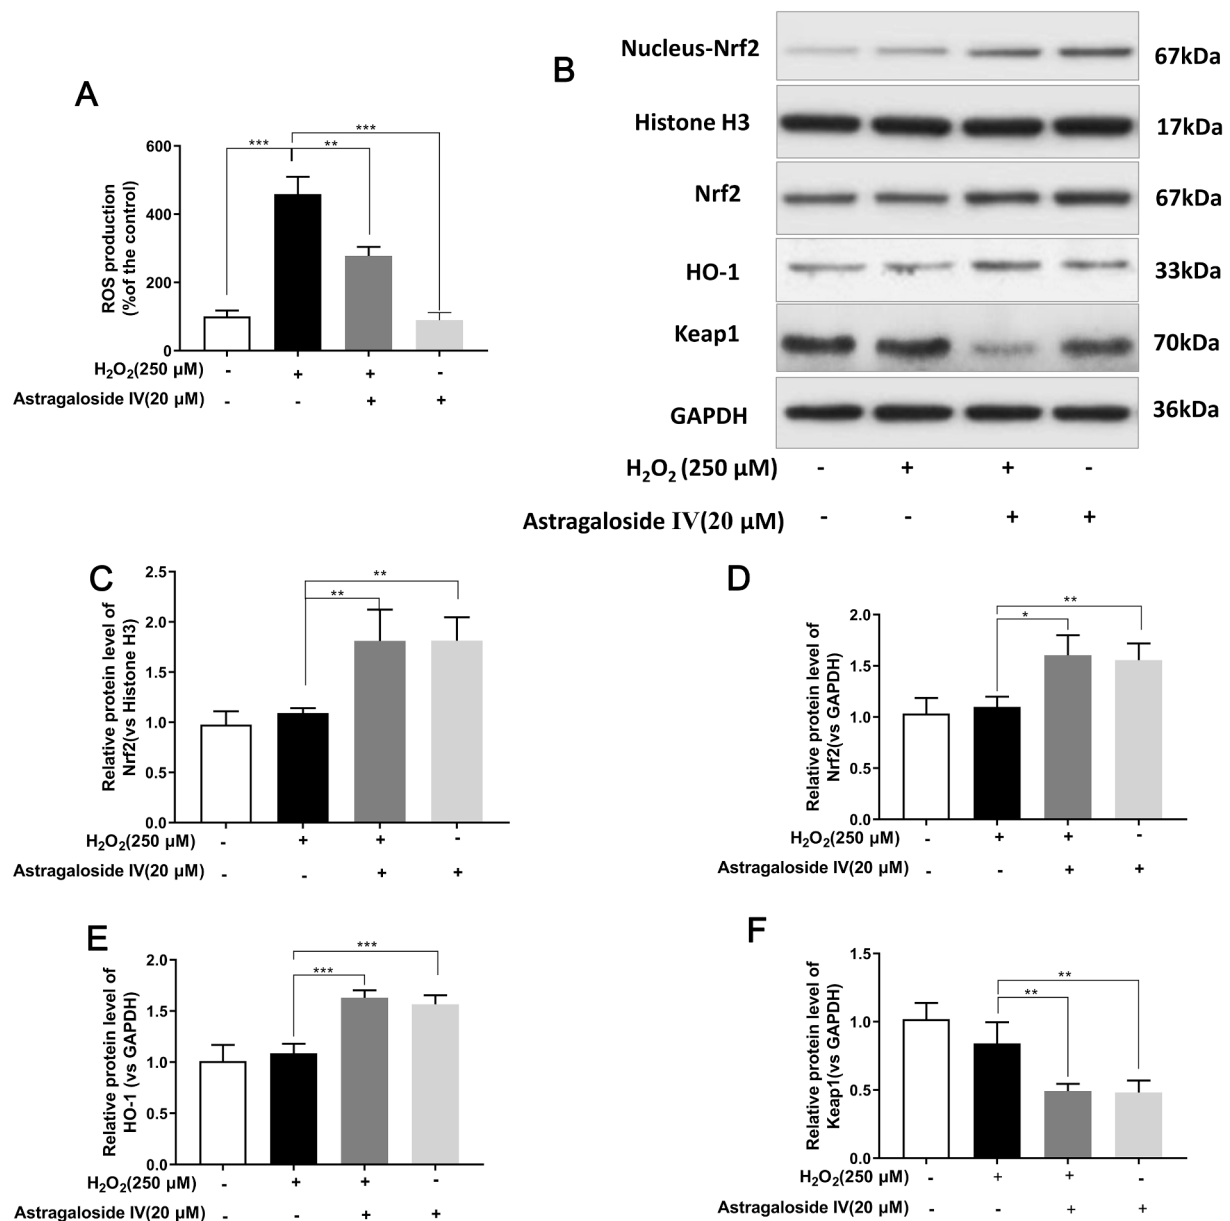 A
ROS production
(%of the control)
600
400
200
0
***
**
***
H₂O₂(250 μM) - + + -
Astragaloside IV(20 μM) - - + +
B
Nucleus-Nrf2 67kDa
Histone H3 17kDa
Nrf2 67kDa
HO-1 33kDa
Keap1 70kDa
GAPDH 36kDa
H₂O₂ (250 μM) - + + -
Astragaloside IV(20 μM) - - + +
C
Relative protein level of
Nrf2(vs Histone H3)
2.5
2.0
1.5
1.0
0.5
0.0
**
**
H₂O₂(250 μM) - + + -
Astragaloside IV(20 μM) - - + +
D
Relative protein level of
Nrf2(vs GAPDH)
2.0
1.5
1.0
0.5
0.0
*
**
H₂O₂(250 μM) - + + -
Astragaloside IV(20 μM) - - + +
E
Relative protein level of
HO-1 (vs GAPDH)
2.0
1.5
1.0
0.5
0.0
***
***
H₂O₂(250 μM) - + + -
Astragaloside IV(20 μM) - - + +
F
Relative protein level of
Keap1(vs GAPDH)
1.5
1.0
0.5
0.0
**
**
H₂O₂(250 μM) - + + -
Astragaloside IV(20 μM) - - + +